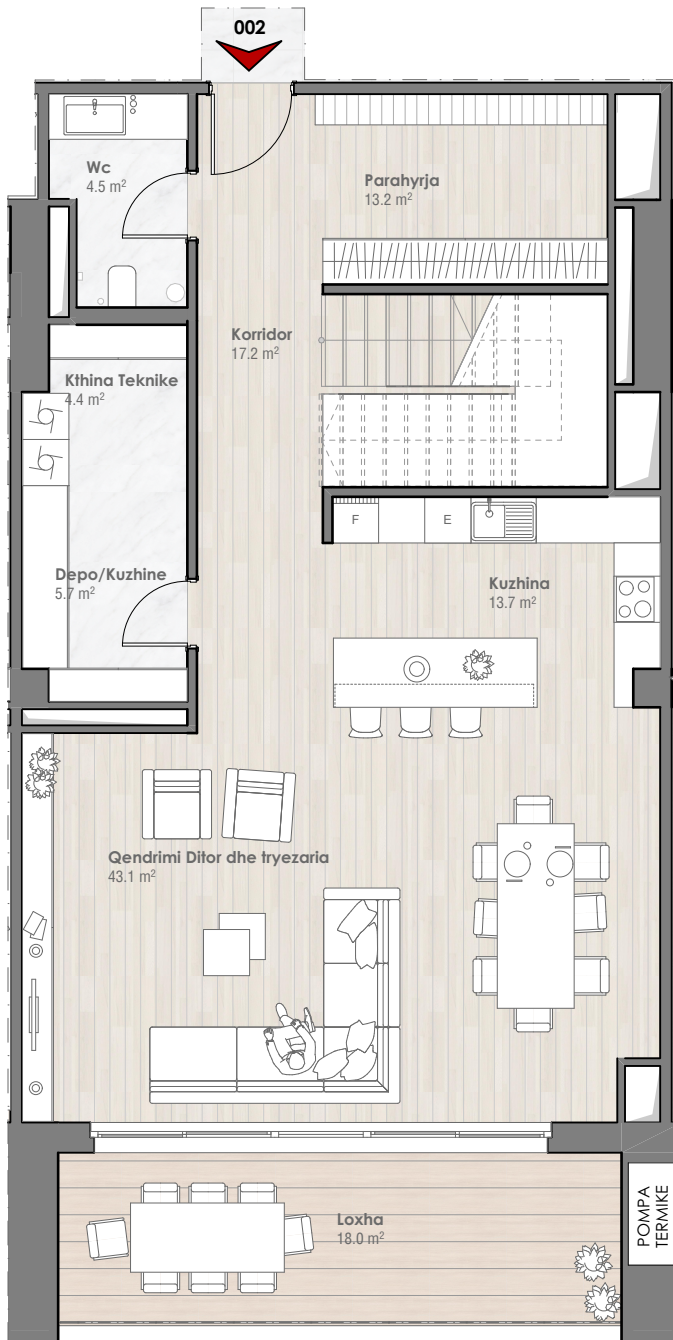 002
Wc
4.5 m²
Parahyrja
13.2 m²
Korridor
17.2 m²
Kthina Teknike
4.4 m²
F
E
Depo/Kuzhine
5.7 m²
Kuzhina
13.7 m²
Qendrimi Ditor dhe tryezaria
43.1 m²
Loxha
18.0 m²
POMPA
TERMIKE